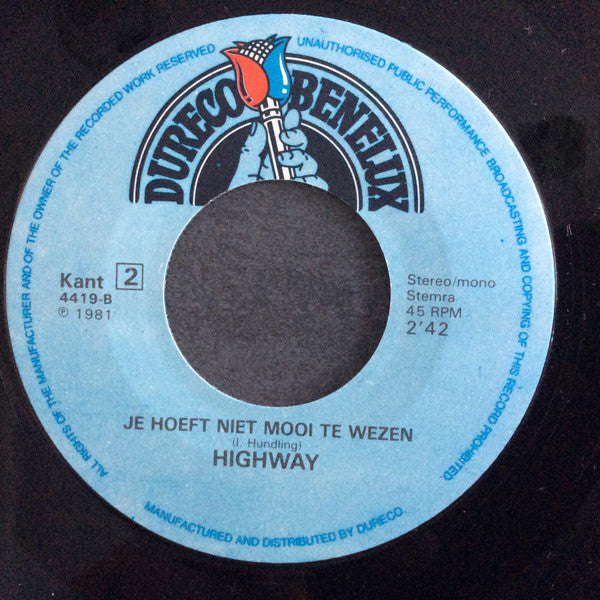 ALL RIGHTS OF THE MANUFACTURER AND OF THE OWNER OF THE RECORDED WORK RESERVED
UNAUTHORISED PUBLIC PERFORMANCE BROADCASTING AND COPYING OF THIS RECORD PROHIBITED
DURECO BENELUX
Kant 2
4419-B
℗ 1981
Stereo/mono
Stemra
45 RPM
2'42
JE HOEFT NIET MOOI TE WEZEN
(I. Hundling)
HIGHWAY
MANUFACTURED AND DISTRIBUTED BY DURECO